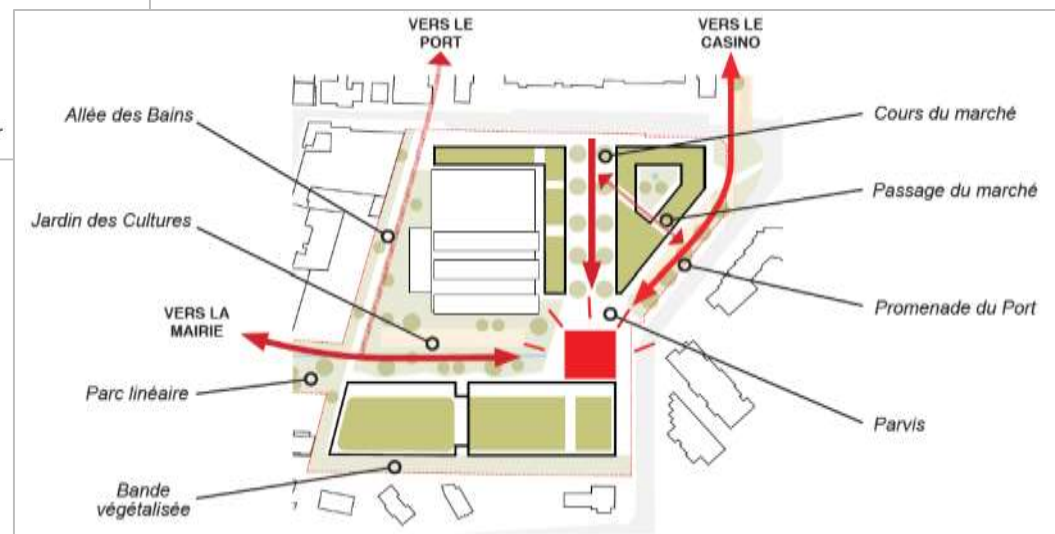 VERS LE
PORT
VERS LE
CASINO
Allée des Bains
Cours du marché
Jardin des Cultures
Passage du marché
VERS LA
MAIRIE
Promenade du Port
Parc linéaire
Parvis
Bande
végétalisée